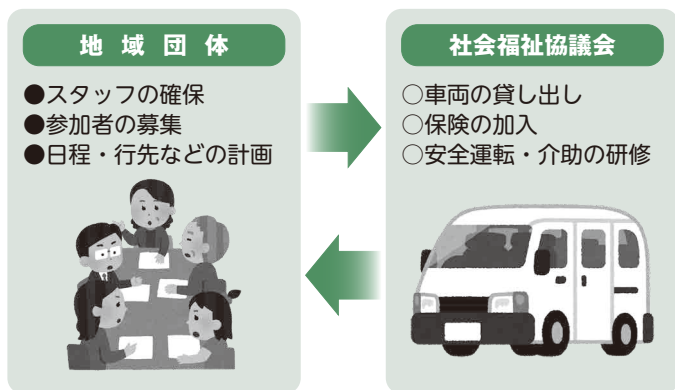 地域団体
●スタッフの確保
●参加者の募集
●日程・行先などの計画
社会福祉協議会
○車両の貸し出し
○保険の加入
○安全運転・介助の研修